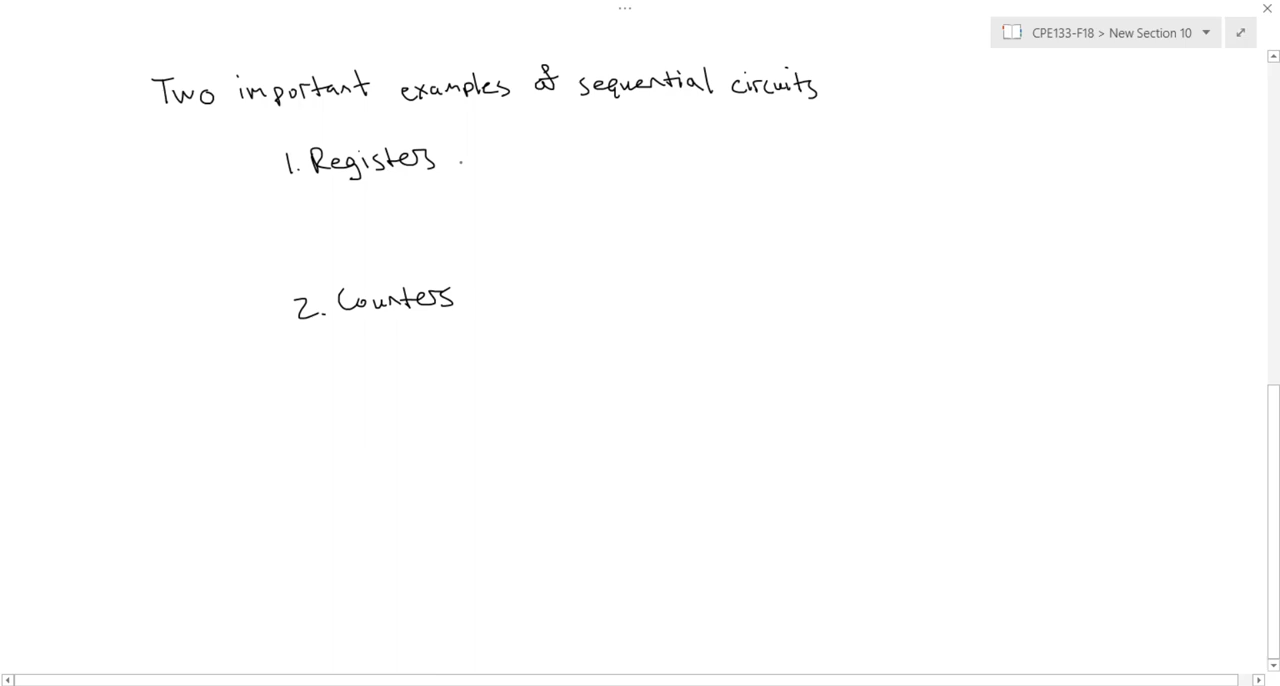 CPE133-F18 > New Section 10
Two important examples of sequential circuits
1. Registers
2. Counters